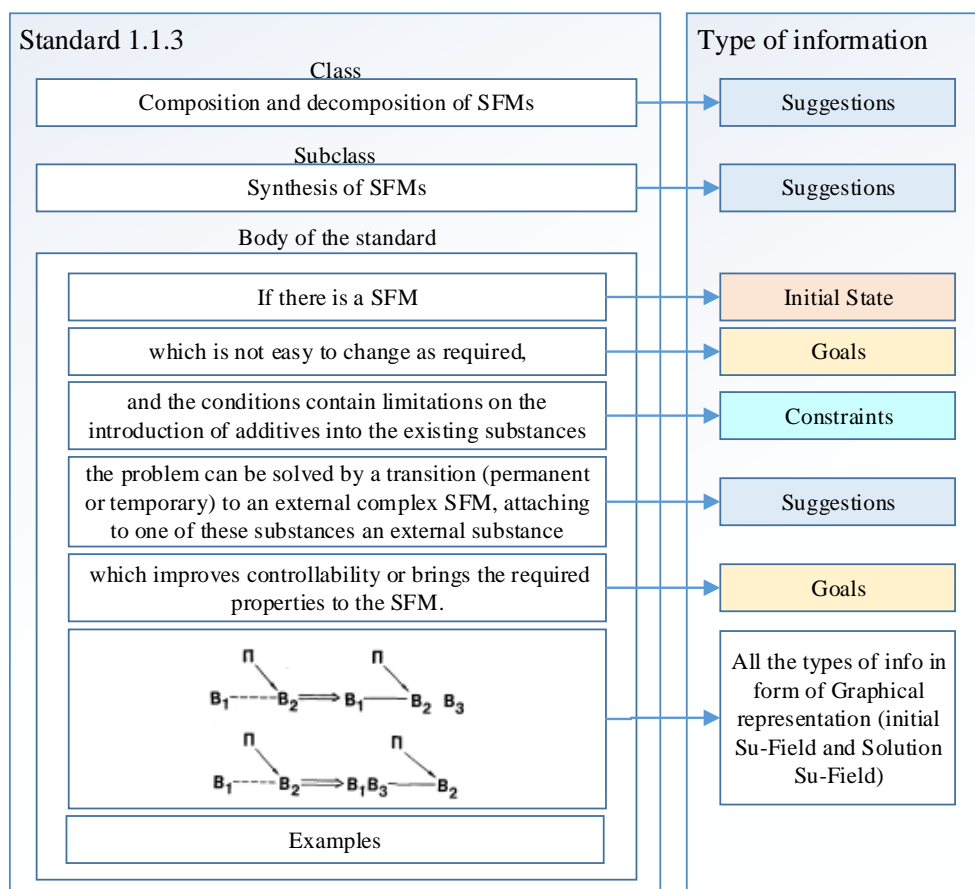 Standard 1.1.3
Type of information
Class
Composition and decomposition of SFMs
Suggestions
Subclass
Synthesis of SFMs
Suggestions
Body of the standard
If there is a SFM
Initial State
which is not easy to change as required,
Goals
and the conditions contain limitations on the
introduction of additives into the existing substances
Constraints
the problem can be solved by a transition (permanent
or temporary) to an external complex SFM, attaching
to one of these substances an external substance
Suggestions
which improves controllability or brings the required
properties to the SFM.
Goals
П П
B1 B2 B1 B2 B3
П П
B1 B2 B1B3 B2
All the types of info in
form of Graphical
representation (initial
Su-Field and Solution
Su-Field)
Examples